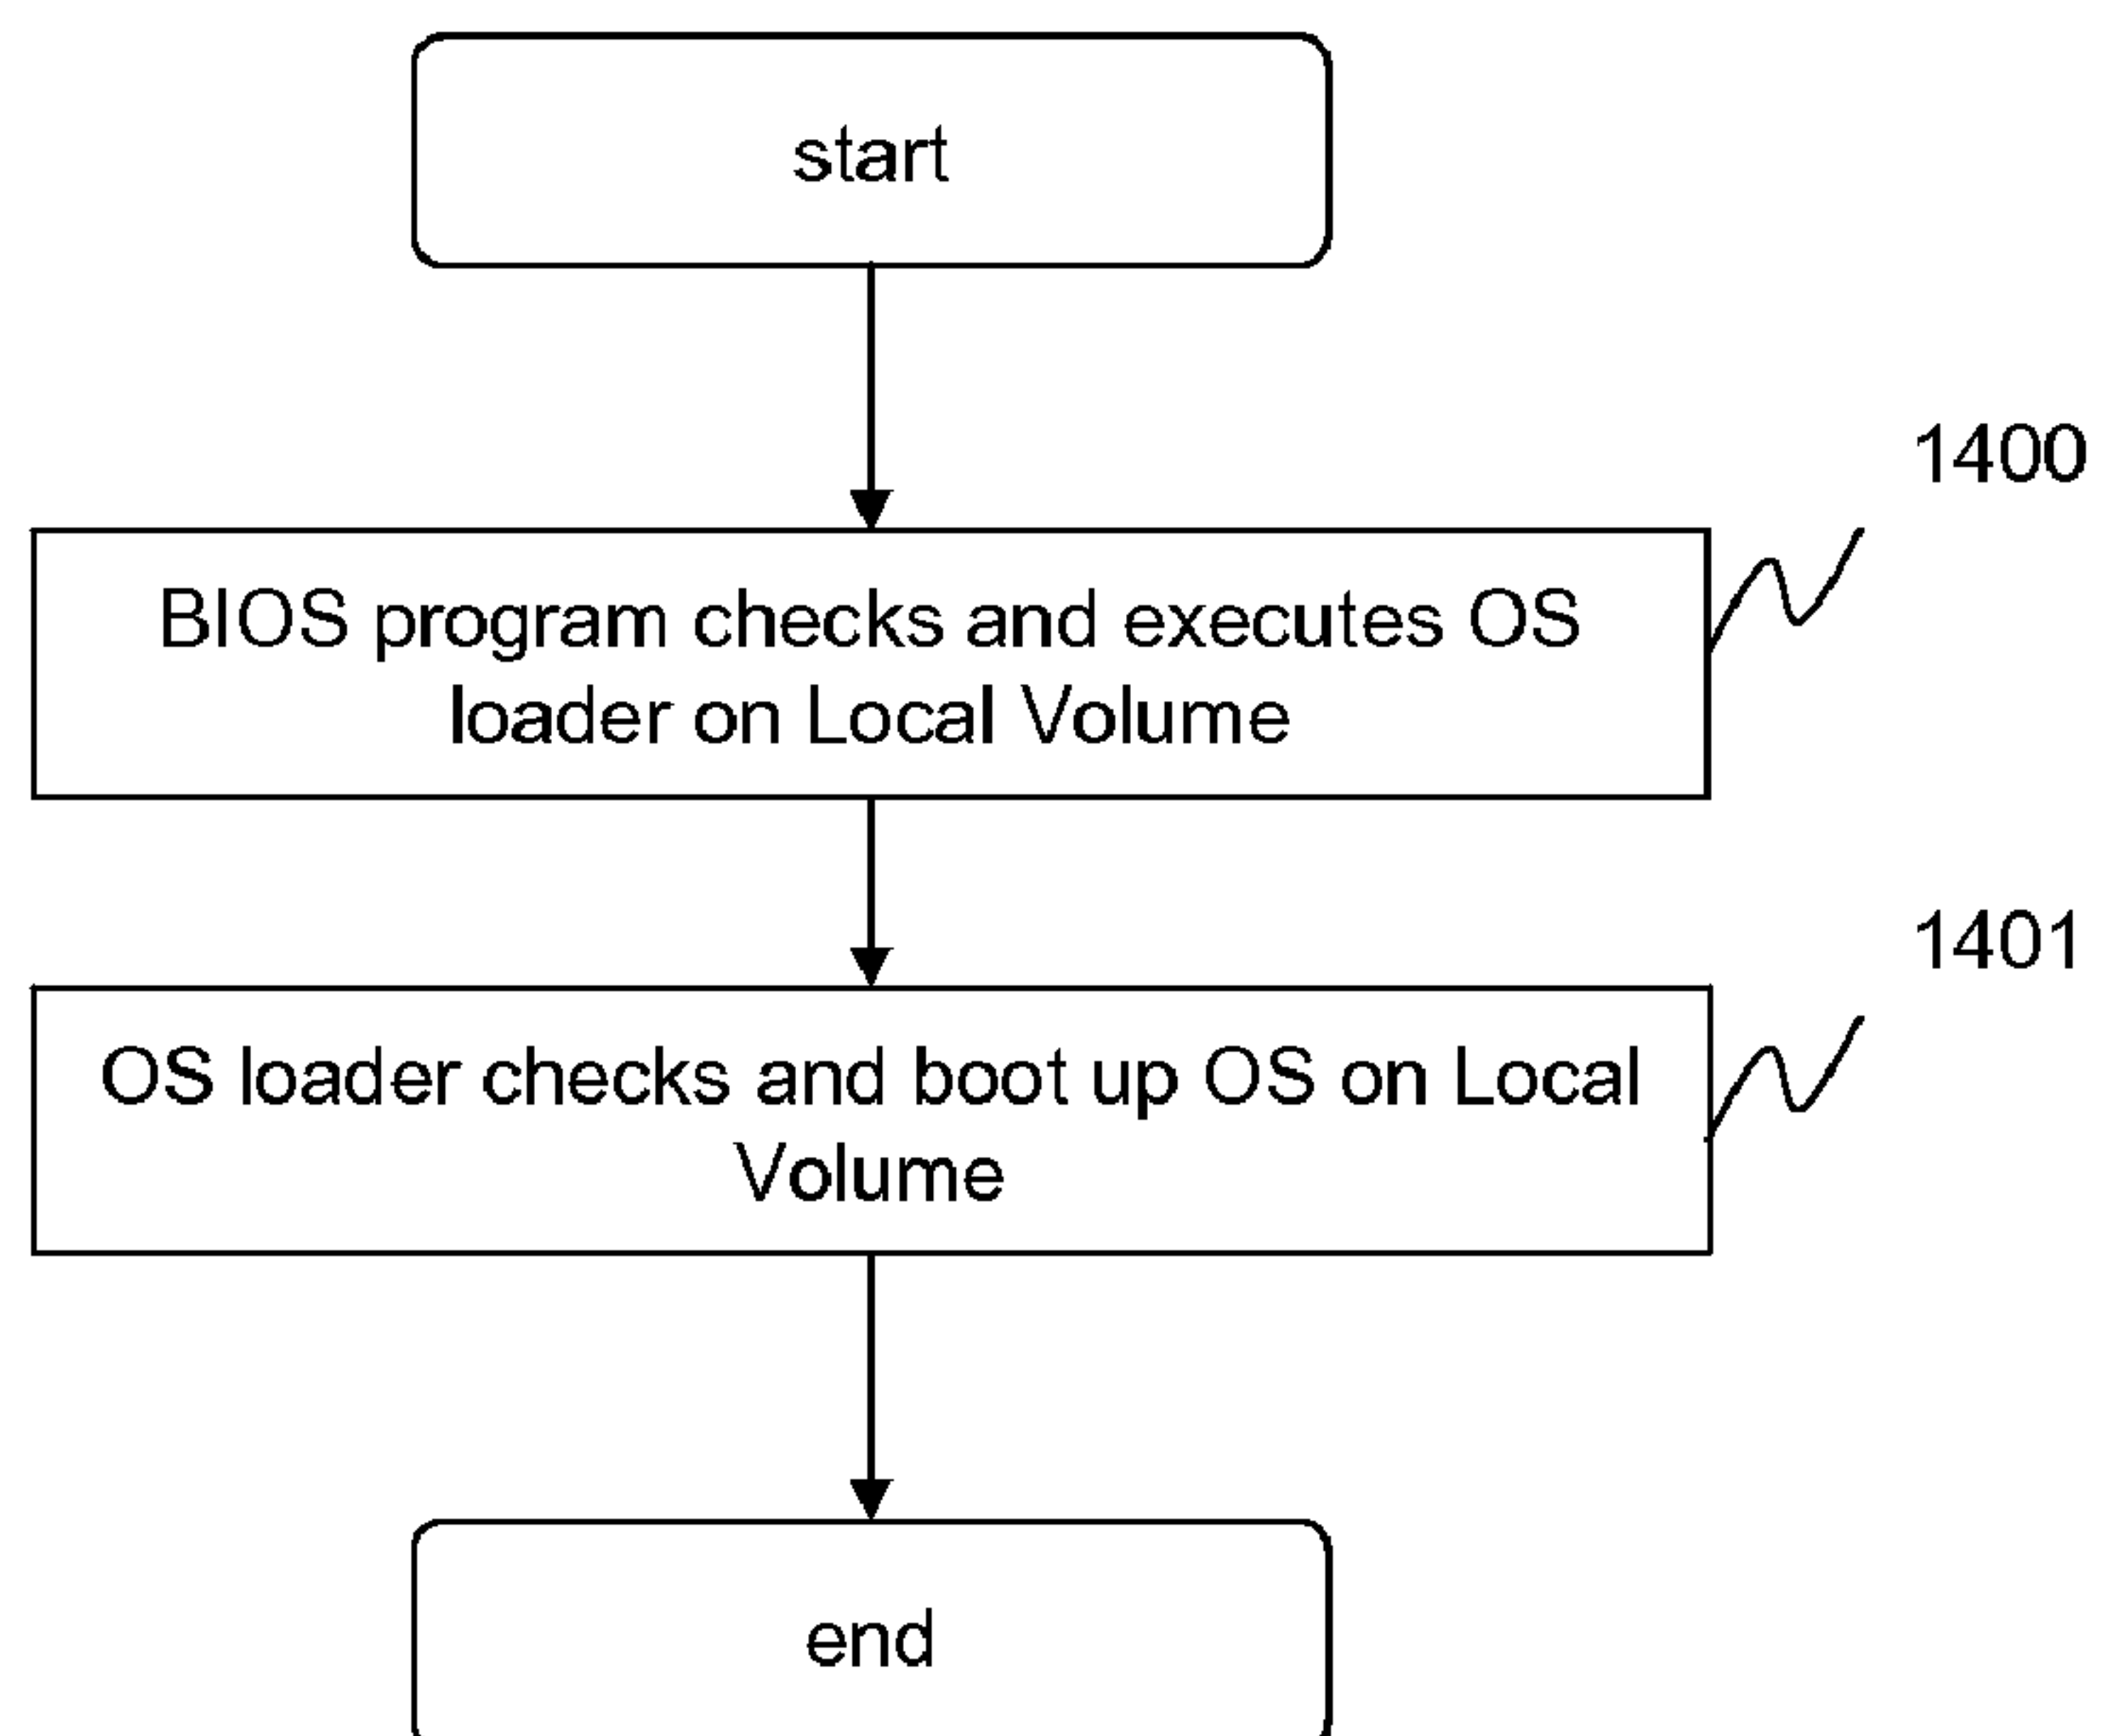 start
1400
BIOS program checks and executes OS
loader on Local Volume
1401
OS loader checks and boot up OS on Local
Volume
end